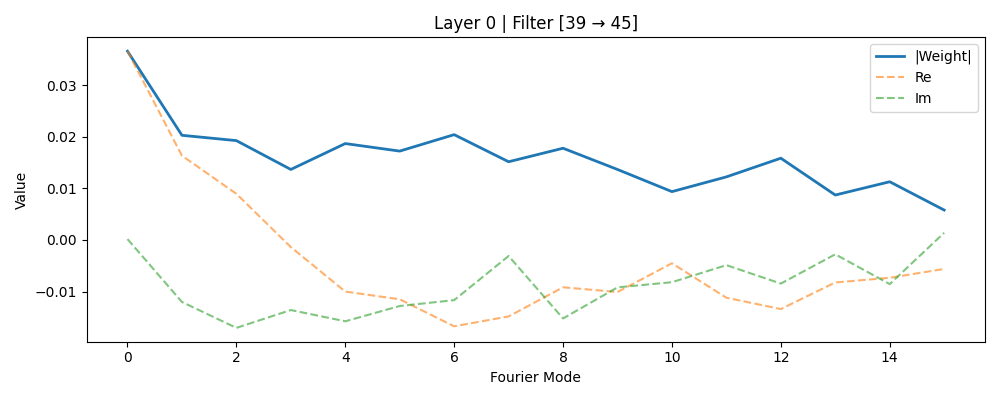 Layer 0 | Filter [39 → 45]
|Weight|
Re
Im
Value
0.03
0.02
0.01
0.00
−0.01
0 2 4 6 8 10 12 14
Fourier Mode